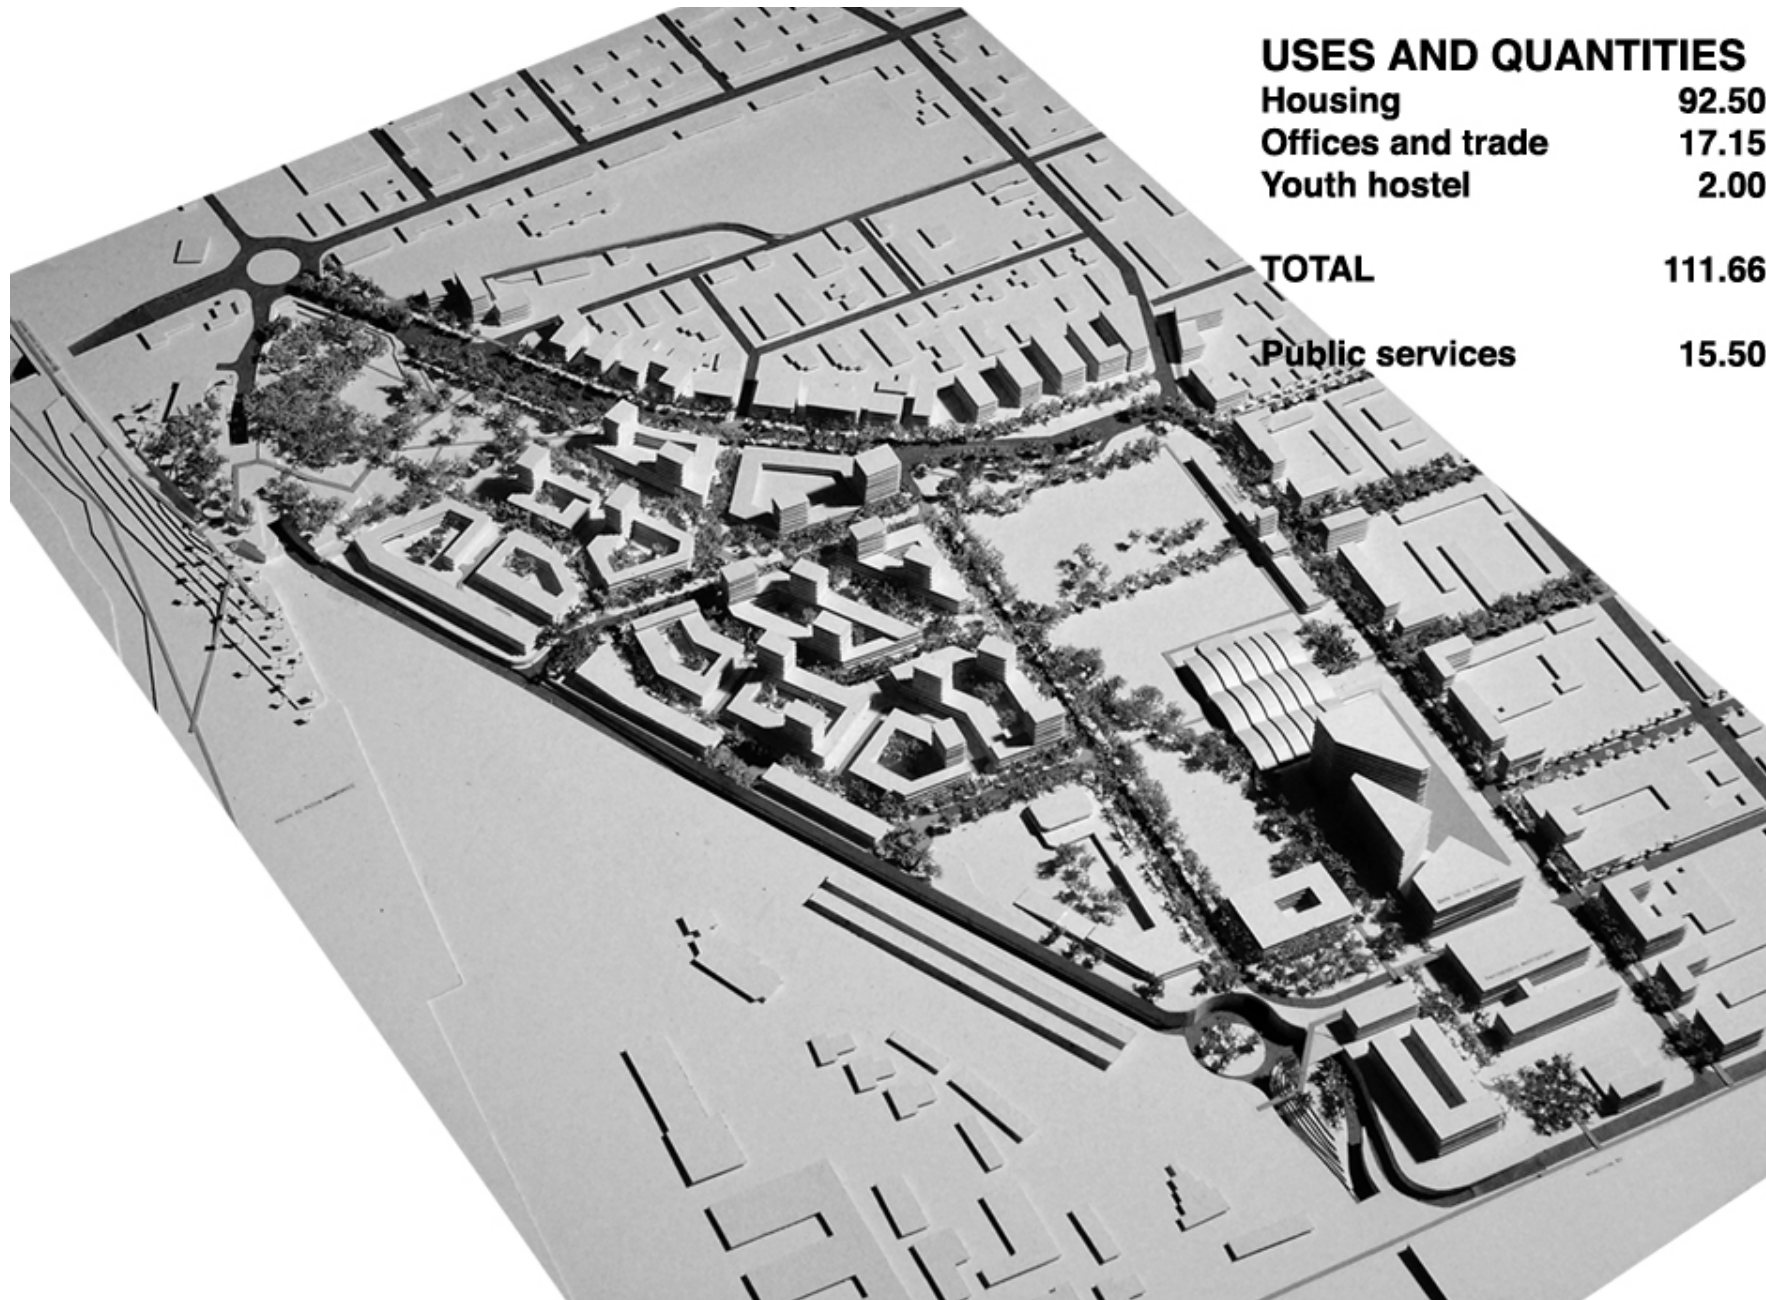 USES AND QUANTITIES
Housing 92.50
Offices and trade 17.15
Youth hostel 2.00
TOTAL 111.66
Public services 15.50